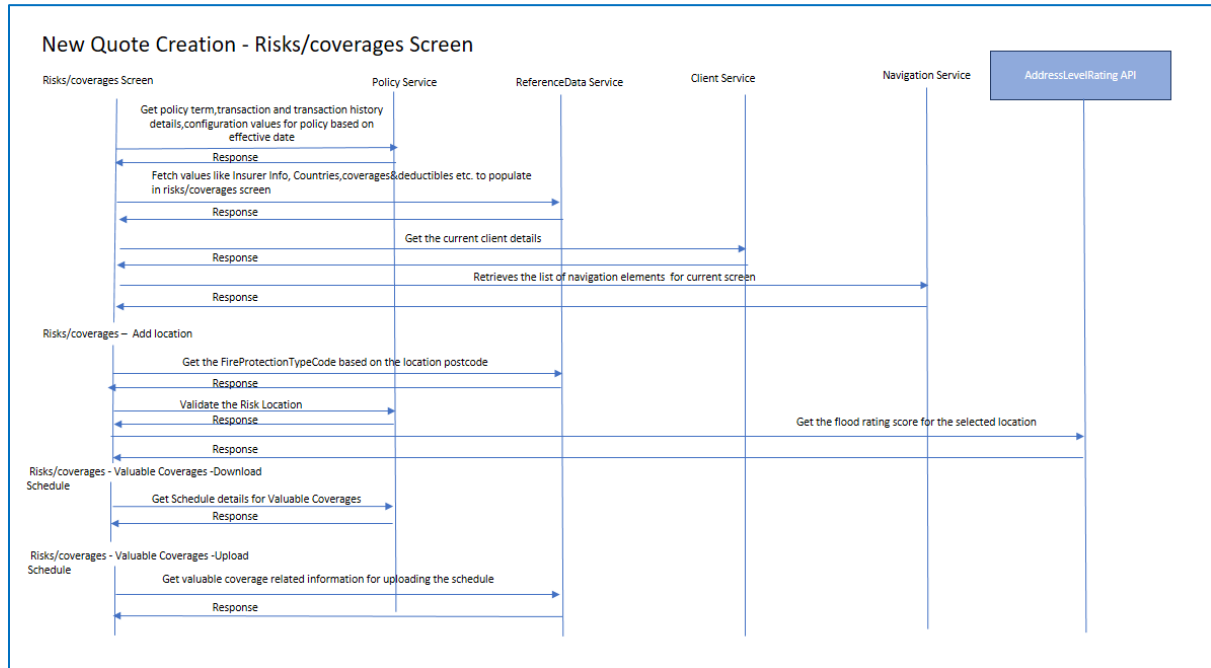 New Quote Creation - Risks/coverages Screen
Risks/coverages Screen
Policy Service
ReferenceData Service
Client Service
Navigation Service
AddressLevelRating API
Get policy term,transaction and transaction history
details,configuration values for policy based on
effective date
Response
Fetch values like Insurer Info, Countries,coverages&deductibles etc. to populate
in risks/coverages screen
Response
Get the current client details
Response
Retrieves the list of navigation elements for current screen
Response
Risks/coverages – Add location
Get the FireProtectionTypeCode based on the location postcode
Response
Validate the Risk Location
Response
Get the flood rating score for the selected location
Response
Risks/coverages - Valuable Coverages -Download
Schedule
Get Schedule details for Valuable Coverages
Response
Risks/coverages - Valuable Coverages -Upload
Schedule
Get valuable coverage related information for uploading the schedule
Response